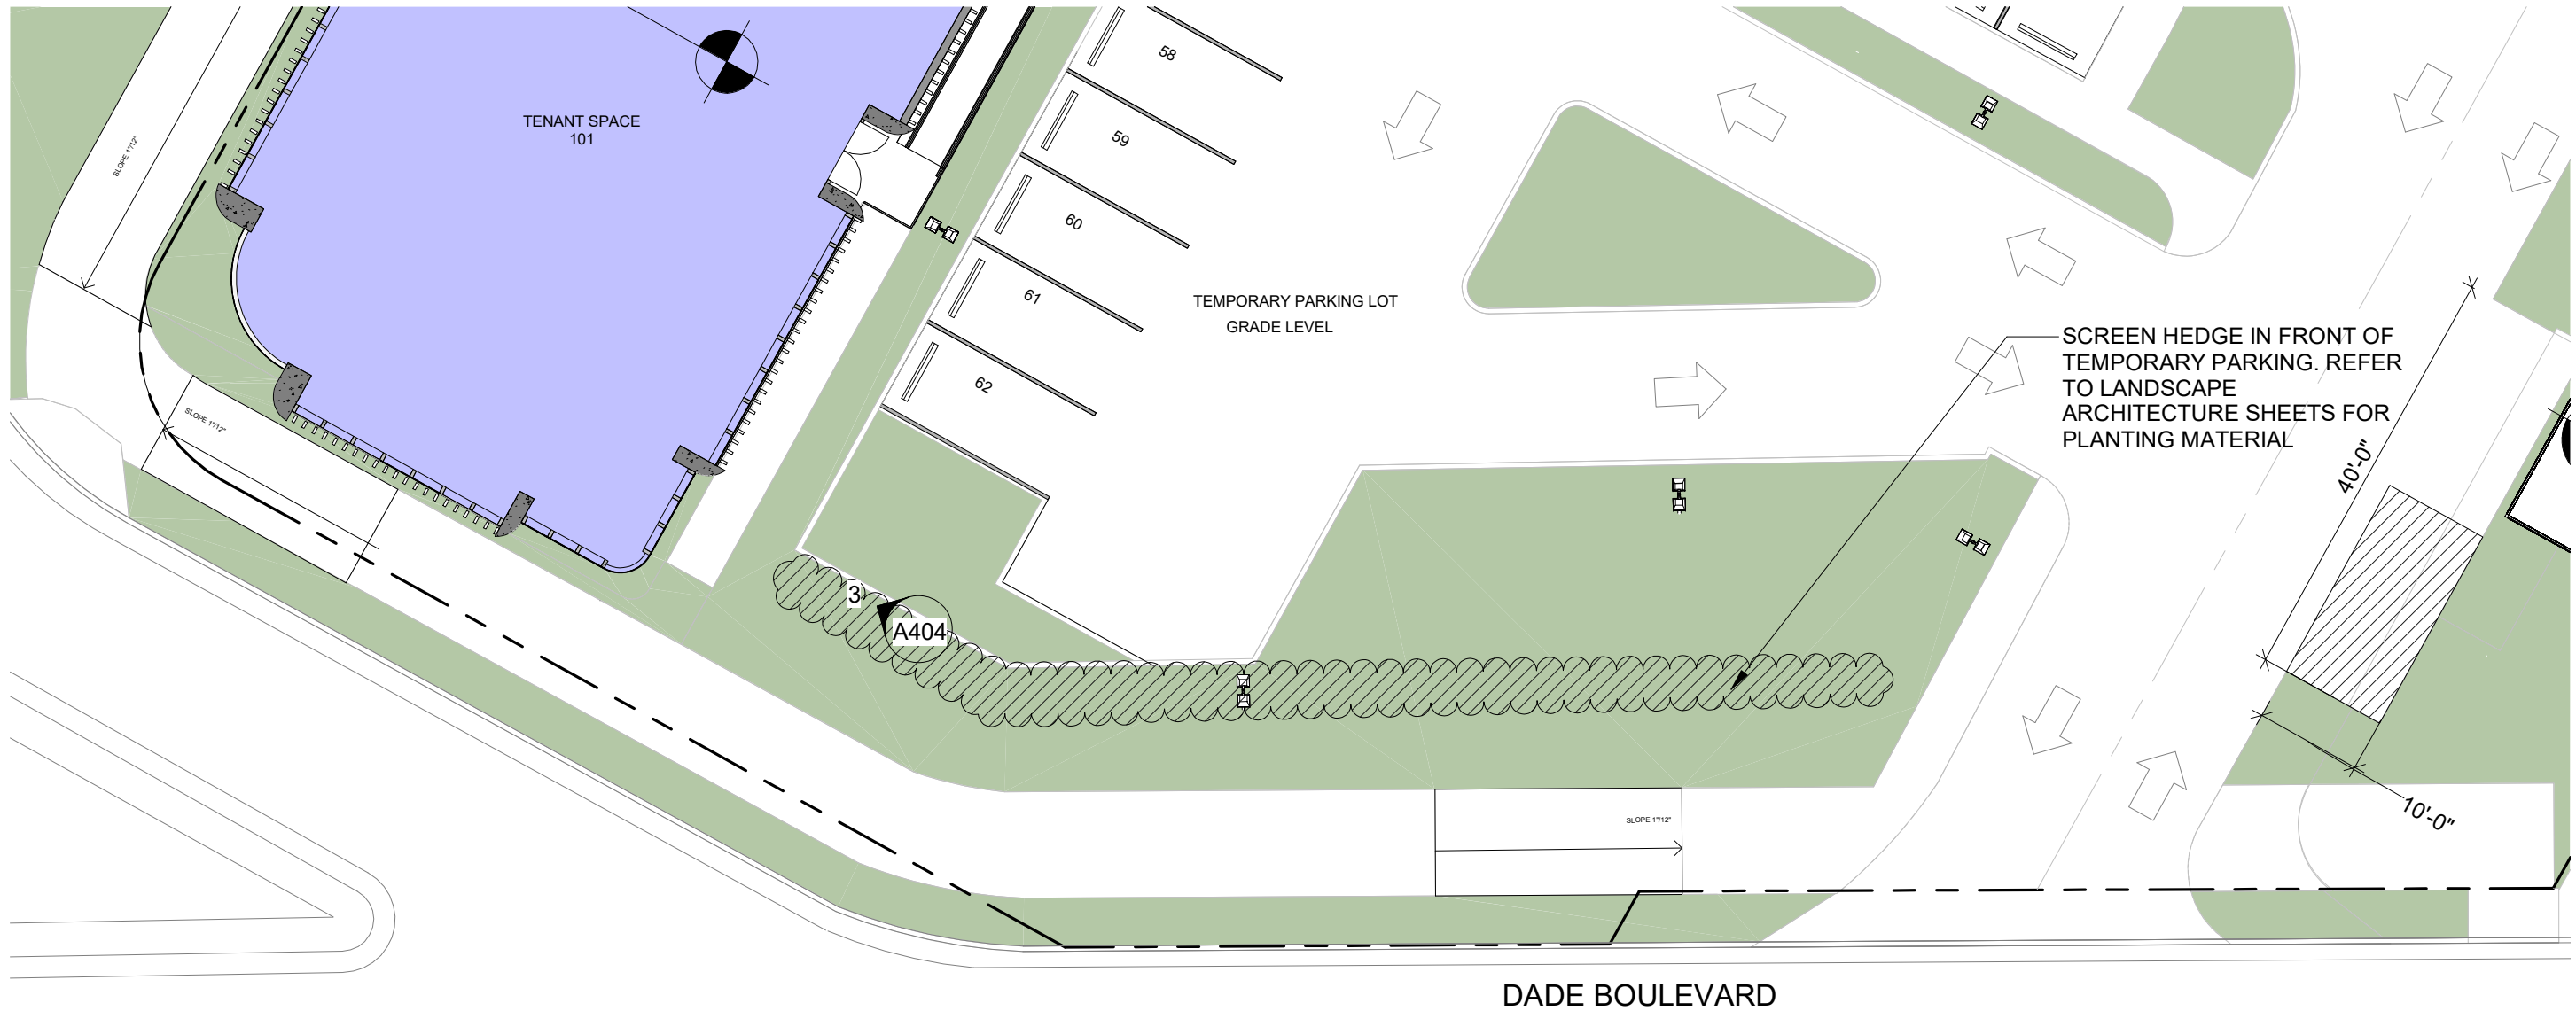 58
TENANT SPACE
101
59
SLOPE 1"/12"
60
61
TEMPORARY PARKING LOT
GRADE LEVEL
62
SCREEN HEDGE IN FRONT OF
TEMPORARY PARKING. REFER
TO LANDSCAPE
ARCHITECTURE SHEETS FOR
PLANTING MATERIAL
SLOPE 1"/12"
40'-0"
3
A404
10'-0"
SLOPE 1"/12"
DADE BOULEVARD